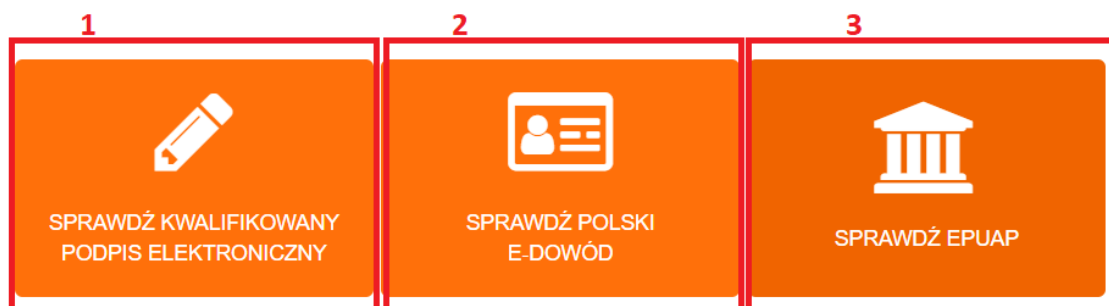 1
2
3
SPRAWDŹ KWALIFIKOWANY
PODPIS ELEKTRONICZNY
SPRAWDŹ POLSKI
E-DOWÓD
SPRAWDŹ EPUAP